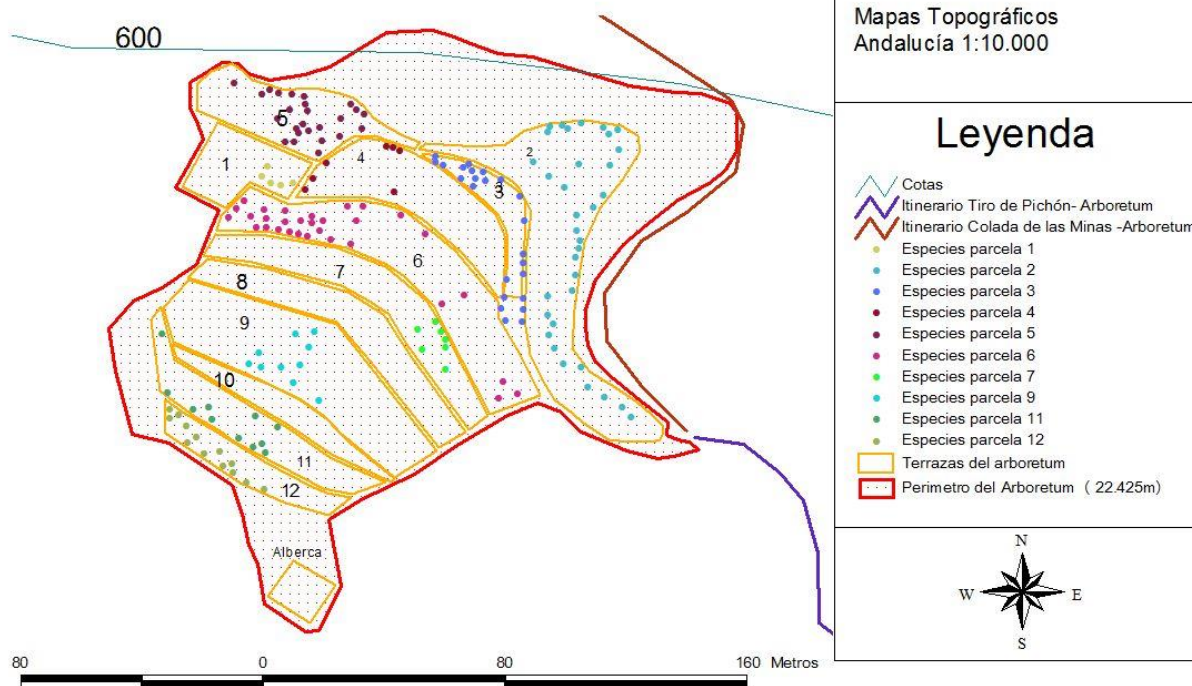 Mapas Topográficos
Andalucía 1:10.000
600
Leyenda
Cotas
Itinerario Tiro de Pichón- Arboretum
Itinerario Colada de las Minas -Arboretum
Especies parcela 1
Especies parcela 2
Especies parcela 3
Especies parcela 4
Especies parcela 5
Especies parcela 6
Especies parcela 7
Especies parcela 9
Especies parcela 11
Especies parcela 12
Terrazas del arboretum
Perimetro del Arboretum ( 22.425m)
5
1
4
2
3
6
7
8
9
10
11
12
Alberca
N
W E
S
80 0 80 160 Metros